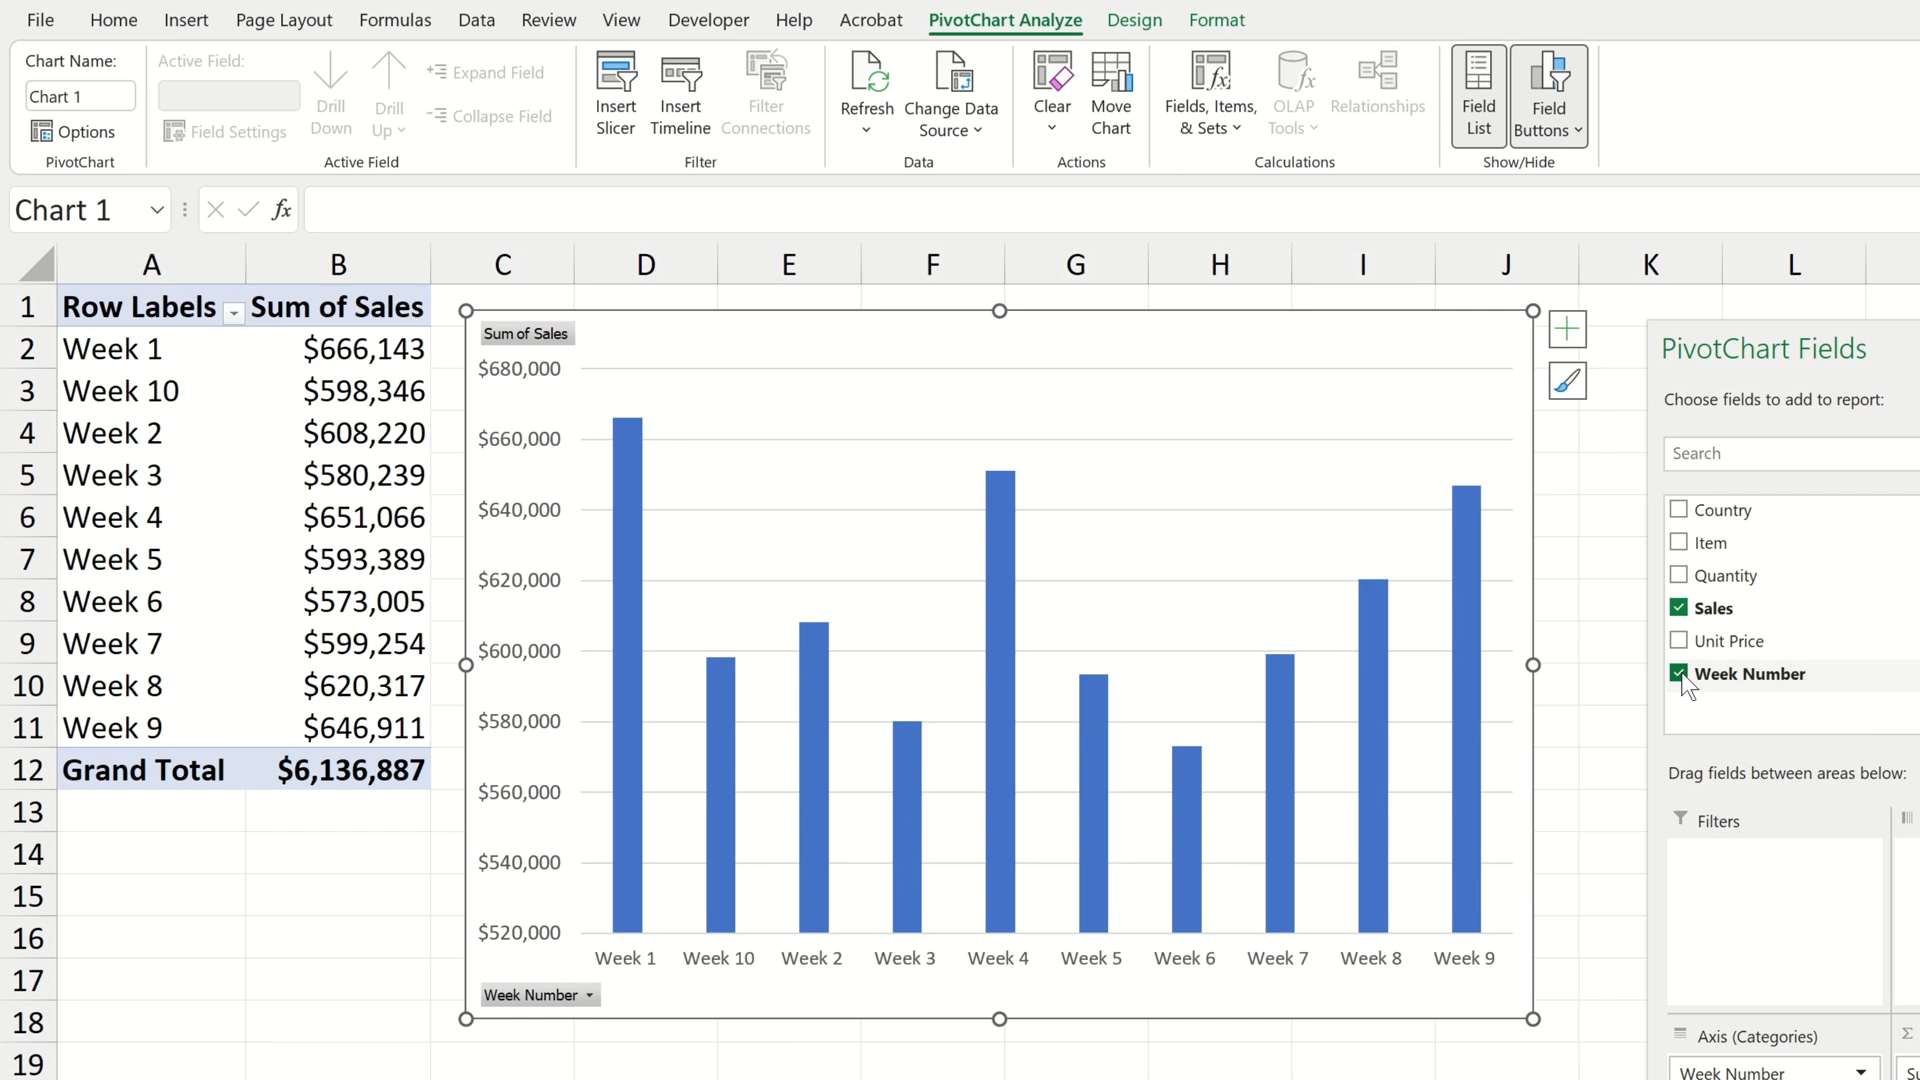 File Home Insert Page Layout Formulas Data Review View Developer Help Acrobat PivotChart Analyze Design Format
Chart Name:
Chart 1
Options
PivotChart
Active Field:
Field Settings
Drill
Down
Drill
Up
Expand Field
Collapse Field
Active Field
Insert
Slicer
Insert
Timeline
Filter
Connections
Filter
Refresh
Change Data
Source
Data
Clear
Move
Chart
Actions
Fields, Items,
& Sets
OLAP
Tools
Relationships
Calculations
Field
List
Field
Buttons
Show/Hide
Chart 1 fx
A B C D E F G H I J K L
1 Row Labels Sum of Sales
2 Week 1 $666,143
3 Week 10 $598,346
4 Week 2 $608,220
5 Week 3 $580,239
6 Week 4 $651,066
7 Week 5 $593,389
8 Week 6 $573,005
9 Week 7 $599,254
10 Week 8 $620,317
11 Week 9 $646,911
12 Grand Total $6,136,887
13
14
15
16
17
18
19
Sum of Sales
$680,000
$660,000
$640,000
$620,000
$600,000
$580,000
$560,000
$540,000
$520,000
Week 1 Week 10 Week 2 Week 3 Week 4 Week 5 Week 6 Week 7 Week 8 Week 9
Week Number
PivotChart Fields
Choose fields to add to report:
Search
Country
Item
Quantity
Sales
Unit Price
Week Number
Drag fields between areas below:
Filters
Axis (Categories)
Σ
Week Number